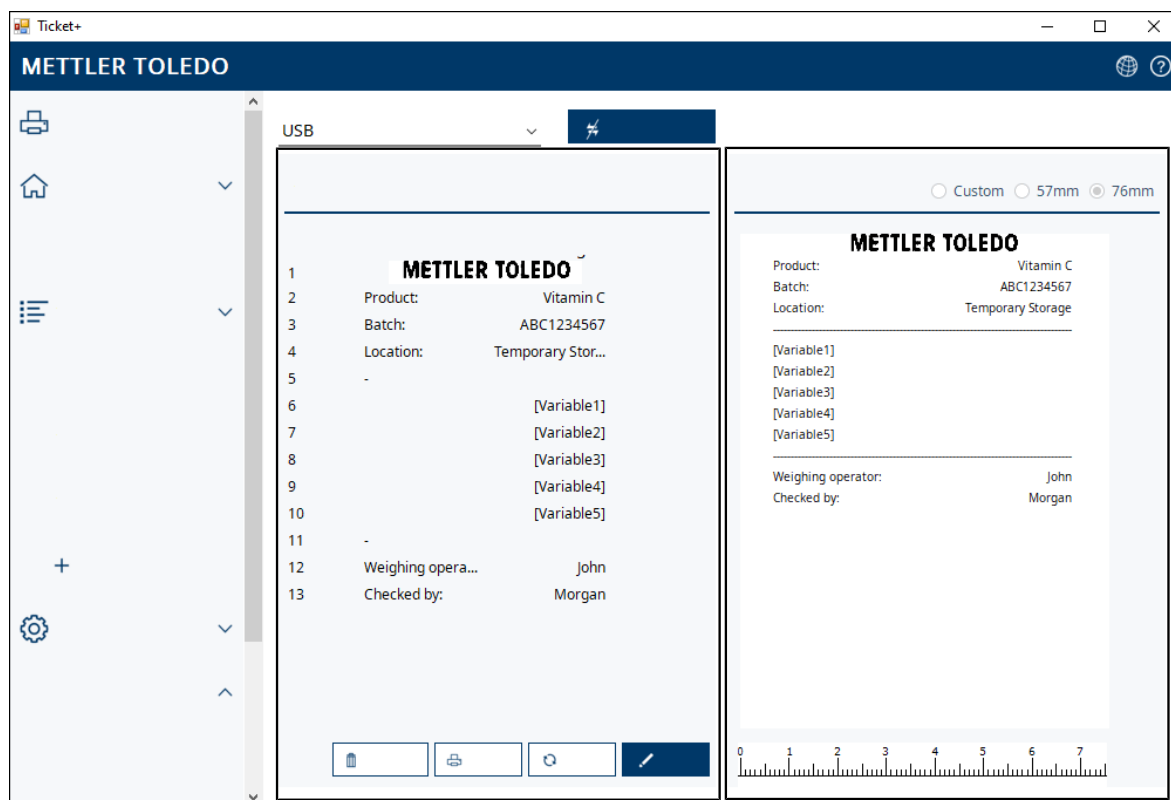 Ticket+
METTLER TOLEDO
USB
1 METTLER TOLEDO
2 Product: Vitamin C
3 Batch: ABC1234567
4 Location: Temporary Stor...
5 -
6 [Variable1]
7 [Variable2]
8 [Variable3]
9 [Variable4]
10 [Variable5]
11 -
12 Weighing opera... John
13 Checked by: Morgan
Custom 57mm 76mm
METTLER TOLEDO
Product: Vitamin C
Batch: ABC1234567
Location: Temporary Storage
[Variable1]
[Variable2]
[Variable3]
[Variable4]
[Variable5]
Weighing operator: John
Checked by: Morgan
0 1 2 3 4 5 6 7